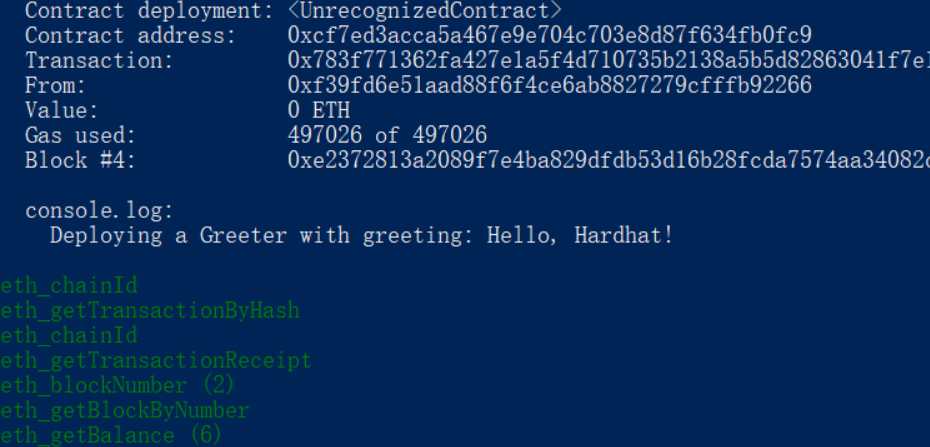 Contract deployment: <UnrecognizedContract>
Contract address: 0xcf7ed3acca5a467e9e704c703e8d87f634fb0fc9
Transaction: 0x783f771362fa427e1a5f4d710735b2138a5b5d82863041f7e1
From: 0xf39fd6e51aad88f6f4ce6ab8827279cfffb92266
Value: 0 ETH
Gas used: 497026 of 497026
Block #4: 0xe2372813a2089f7e4ba829dfdb53d16b28fcda7574aa34082c
console.log:
Deploying a Greeter with greeting: Hello, Hardhat!
eth_chainId
eth_getTransactionByHash
eth_chainId
eth_getTransactionReceipt
eth_blockNumber (2)
eth_getBlockByNumber
eth_getBalance (6)